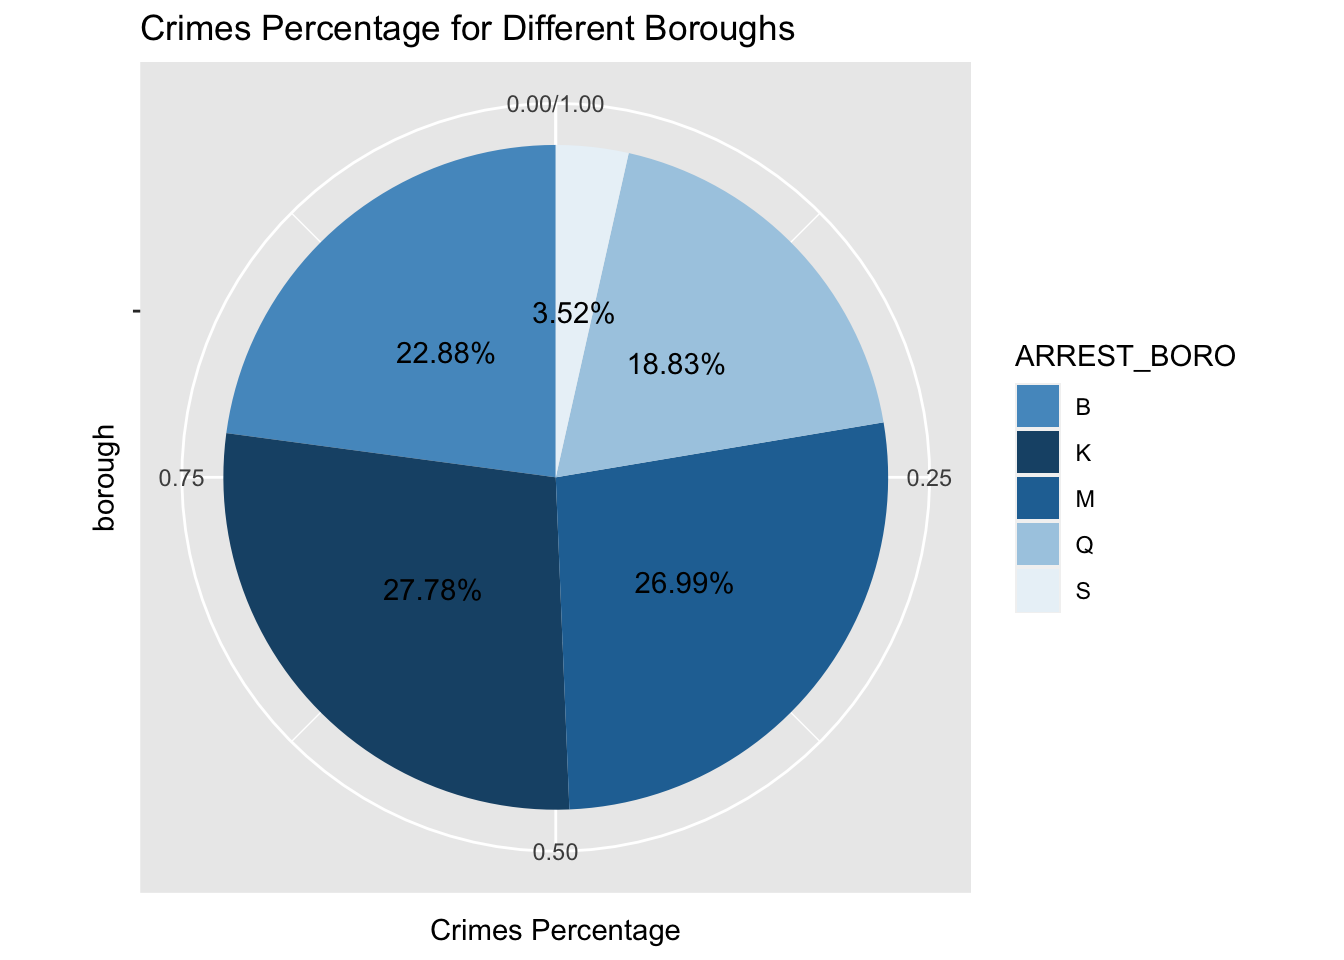 Crimes Percentage for Different Boroughs
0.00/1.00
3.52%
22.88%
18.83%
borough
0.75
0.25
27.78%
26.99%
0.50
Crimes Percentage
ARREST_BORO
B
K
M
Q
S